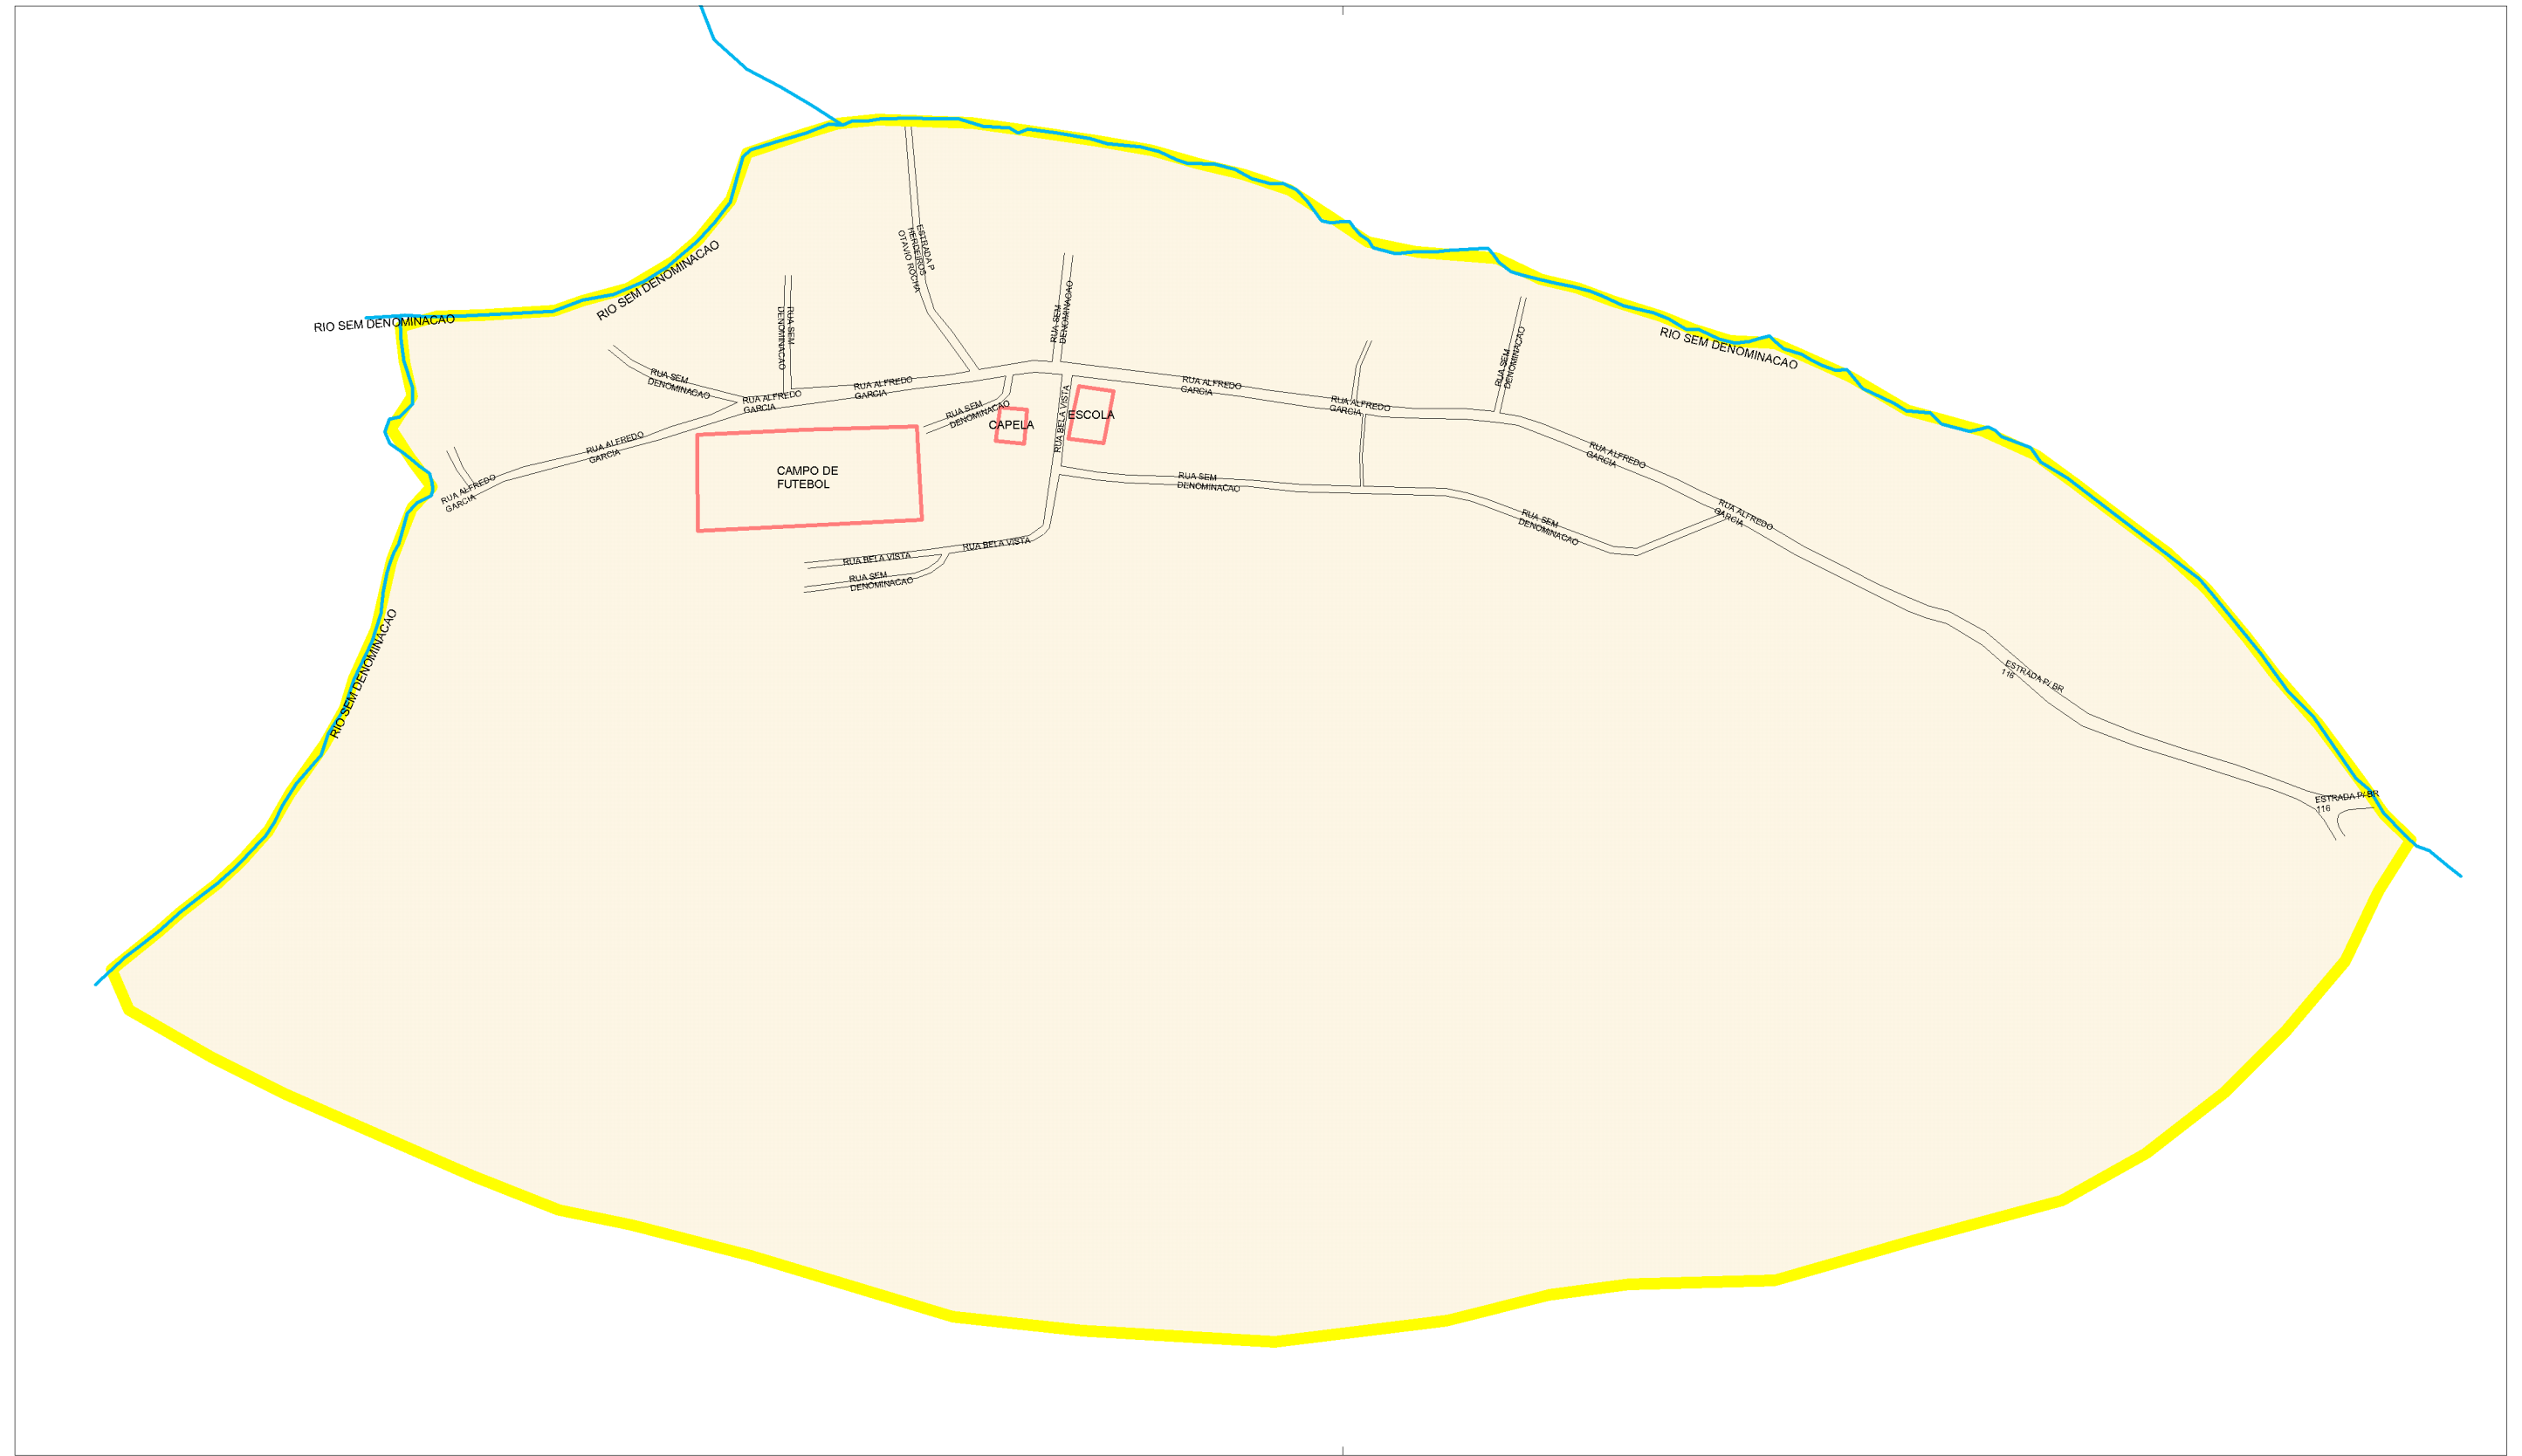 RIO SEM DENOMINACAO
RIO SEM DENOMINACAO
ESTRADA P
HERDEIROS
OTAVIO ROCHA
RUA SEM
DENOMINACAO
RUA SEM
DENOMINACAO
RUA SEM
DENOMINACAO
RIO SEM DENOMINACAO
RUA SEM
DENOMINACAO
RUA ALFREDO
GARCIA
RUA ALFREDO
GARCIA
RUA ALFREDO
GARCIA
RUA ALFREDO
GARCIA
RUA SEM
DENOMINACAO
CAPELA
RUA BELA VISTA
ESCOLA
RUA ALFREDO
GARCIA
RUA ALFREDO
GARCIA
RUA ALFREDO
GARCIA
CAMPO DE
FUTEBOL
RUA SEM
DENOMINACAO
RUA SEM
DENOMINACAO
RUA ALFREDO
GARCIA
RUA BELA VISTA
RUA BELA VISTA
RUA SEM
DENOMINACAO
RIO SEM DENOMINACAO
ESTRADA P/ BR
116
ESTRADA P/ BR
116